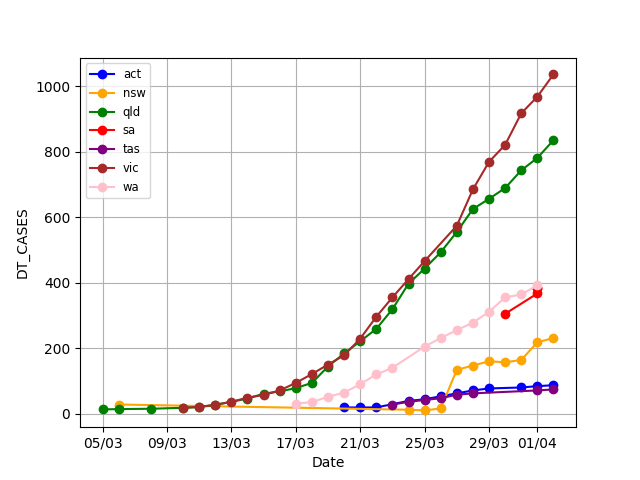 act
nsw
qld
sa
tas
vic
wa
DT_CASES
1000
800
600
400
200
0
05/03 09/03 13/03 17/03 21/03 25/03 29/03 01/04
Date